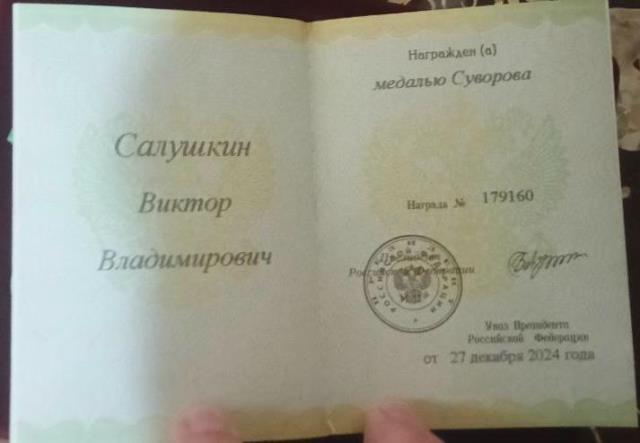 Салушкин
Виктор
Владимирович
Награжден (а)
медалью Суворова
Награда № 179160
Президент
Российской Федерации
Указ Президента
Российской Федерации
от 27 декабря 2024 года